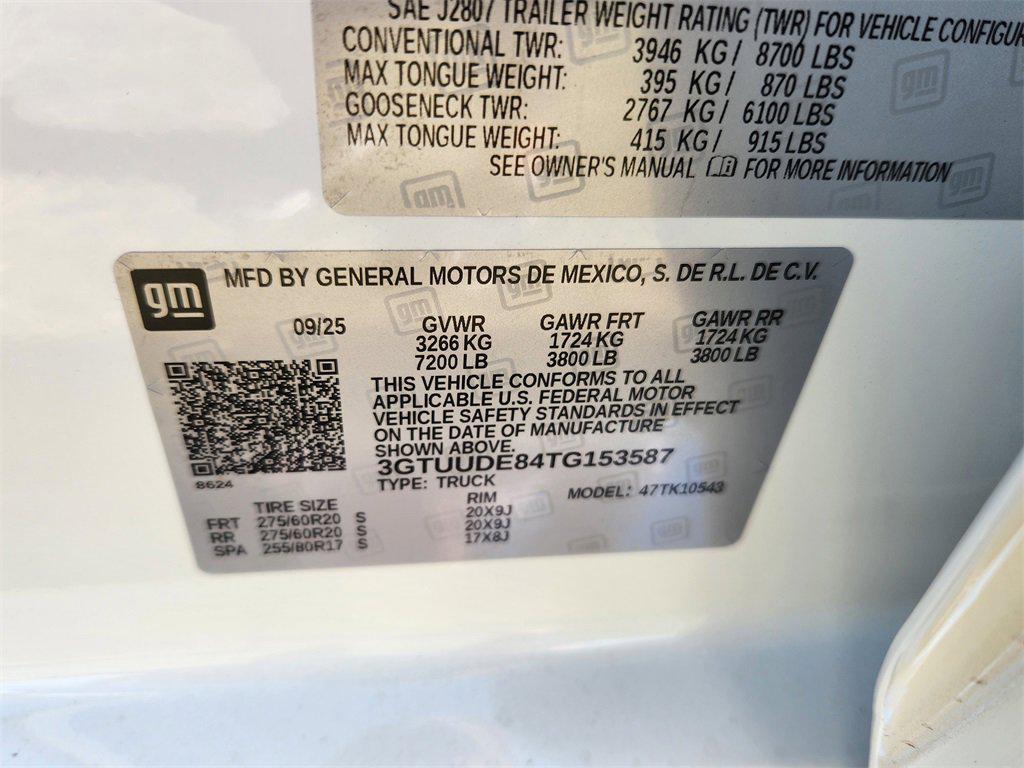 SAE J2807 TRAILER WEIGHT RATING (TWR) FOR VEHICLE
CONVENTIONAL TWR: 3946 KG/ 8700 LBS
MAX TONGUE WEIGHT: 395 KG/ 870 LBS
GOOSENECK TWR: 2767 KG/ 6100 LBS
MAX TONGUE WEIGHT: 415 KG/ 915 LBS
SEE OWNER'S MANUAL FOR MORE INFORMATION
gm
MFD BY GENERAL MOTORS DE MEXICO, S. DE R.L. DE C.V.
09/25 GVWR GAWR FRT GAWR RR
3266 KG 1724 KG 1724 KG
7200 LB 3800 LB 3800 LB
THIS VEHICLE CONFORMS TO ALL
APPLICABLE U.S. FEDERAL MOTOR
VEHICLE SAFETY STANDARDS IN EFFECT
ON THE DATE OF MANUFACTURE
SHOWN ABOVE.
3GTUUDE84TG153587
8624 TYPE: TRUCK MODEL: 47TK10543
TIRE SIZE RIM
FRT 275/60R20 S 20X9J
RR 275/60R20 S 20X9J
SPA 255/80R17 S 17X8J